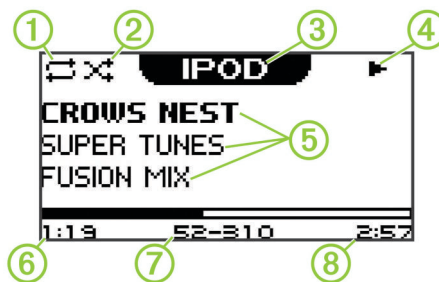 1 2 3 4
IPOD
CROWS NEST
SUPER TUNES
FUSION MIX
5
1:19 52-310 2:57
6 7 8